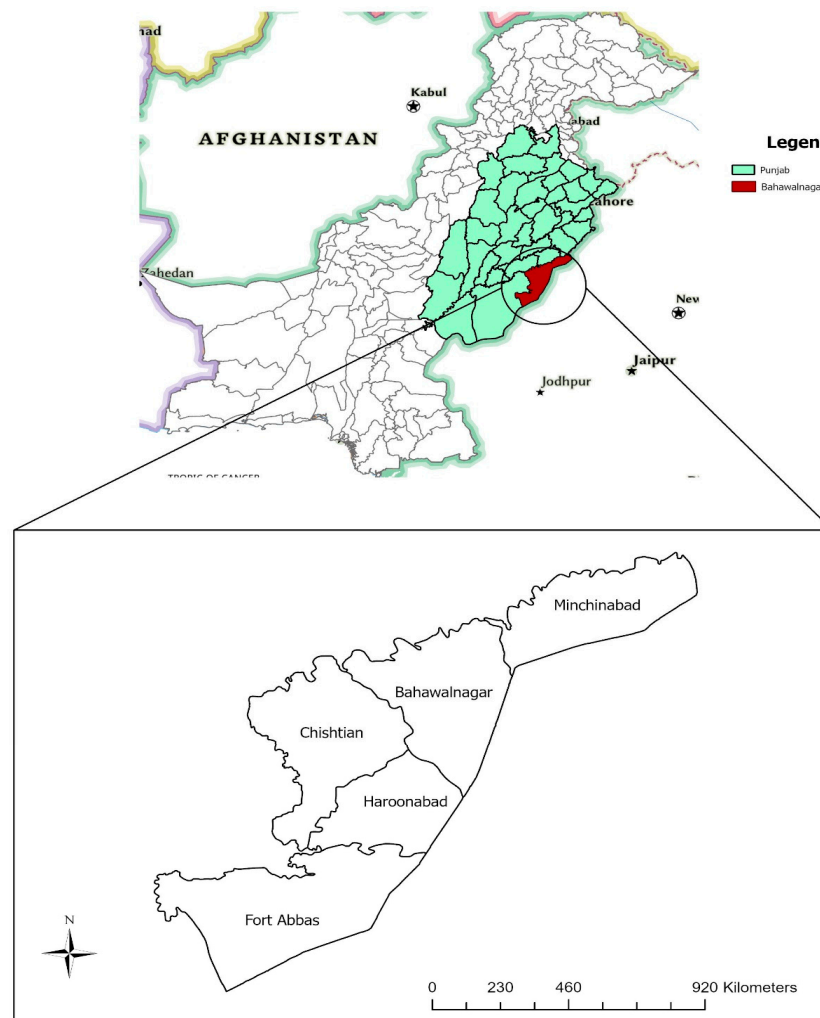 nad
Kabul
AFGHANISTAN
abad
Legen
Punjab
Bahawalnaga
ahore
Zahedan
New
Jaipur
Jodhpur
TROPIC OF CANCER
Minchinabad
Bahawalnagar
Chishtian
Haroonabad
Fort Abbas
N
0 230 460 920 Kilometers